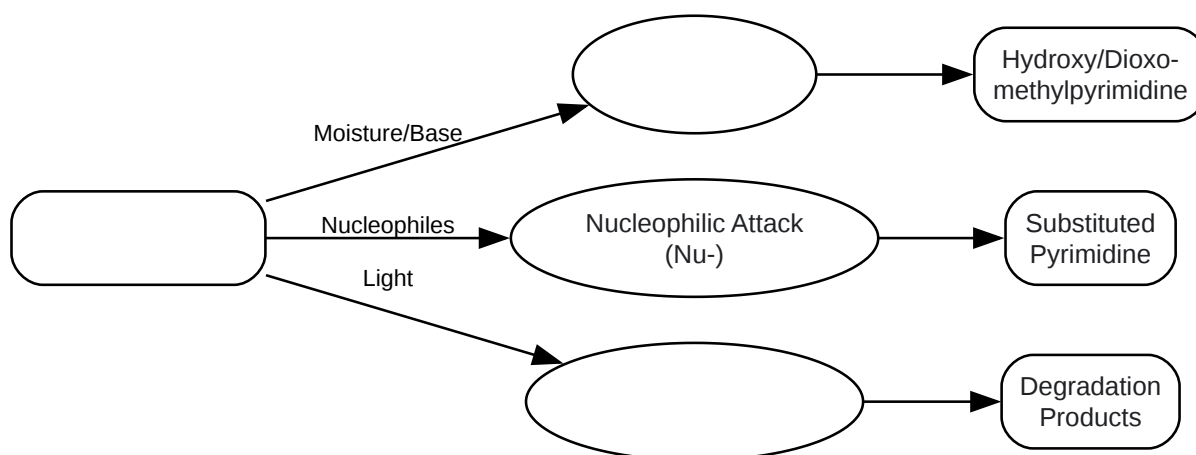 Hydroxy/Dioxo-
methylpyrimidine
Moisture/Base
Nucleophiles
Nucleophilic Attack
(Nu-)
Substituted
Pyrimidine
Light
Degradation
Products